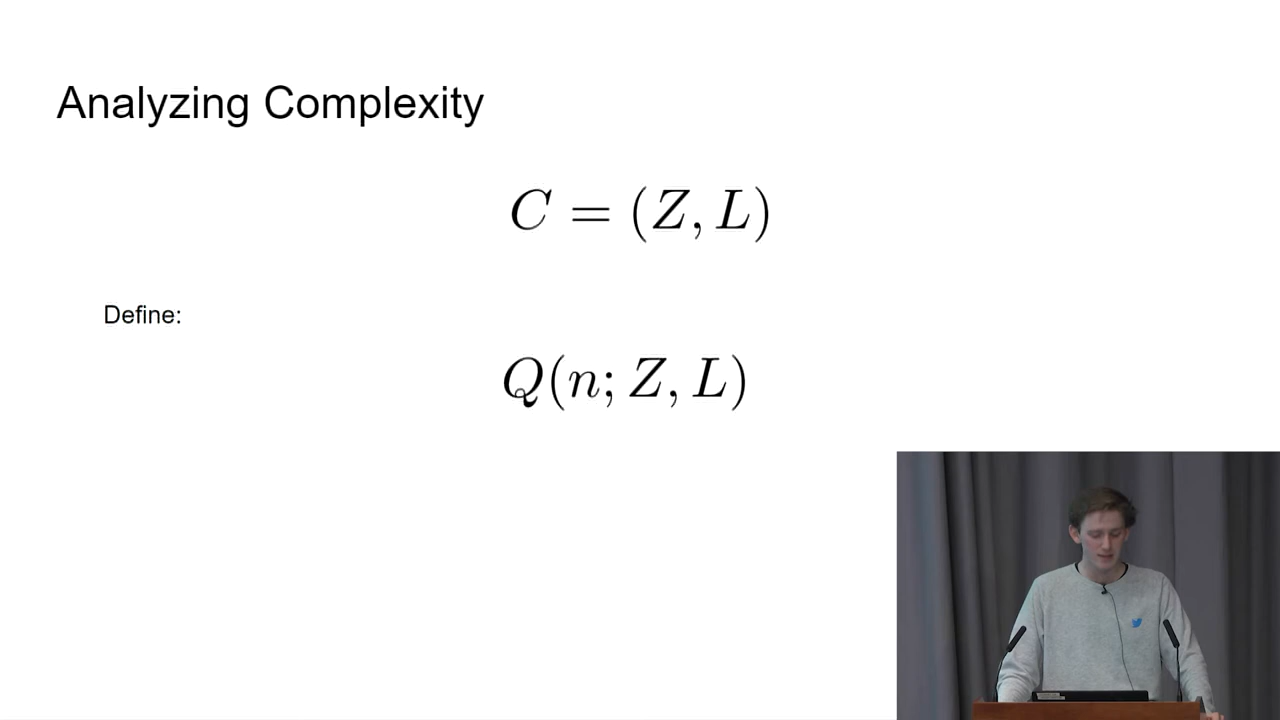 Analyzing Complexity
C = (Z, L)
Define:
Q(n; Z, L)